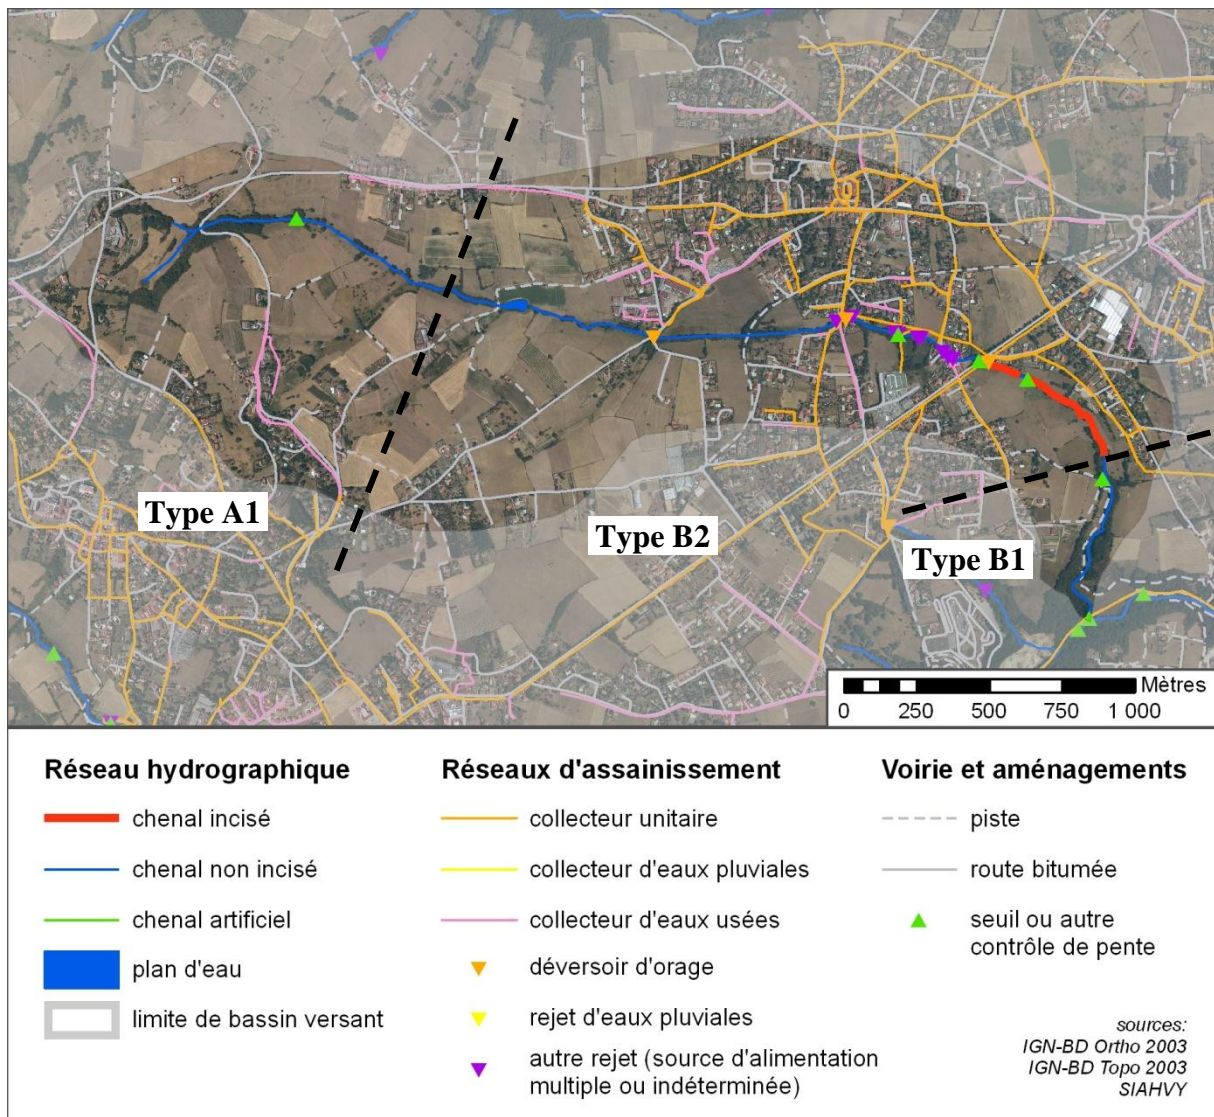 Type A1
Type B2
Type B1
Mètres
0 250 500 750 1 000
Réseau hydrographique
chenal incisé
chenal non incisé
chenal artificiel
plan d'eau
limite de bassin versant
Réseaux d'assainissement
collecteur unitaire
collecteur d'eaux pluviales
collecteur d'eaux usées
déversoir d'orage
rejet d'eaux pluviales
autre rejet (source d'alimentation
multiple ou indéterminée)
Voirie et aménagements
piste
route bitumée
seuil ou autre
contrôle de pente
sources:
IGN-BD Ortho 2003
IGN-BD Topo 2003
SIAHVY